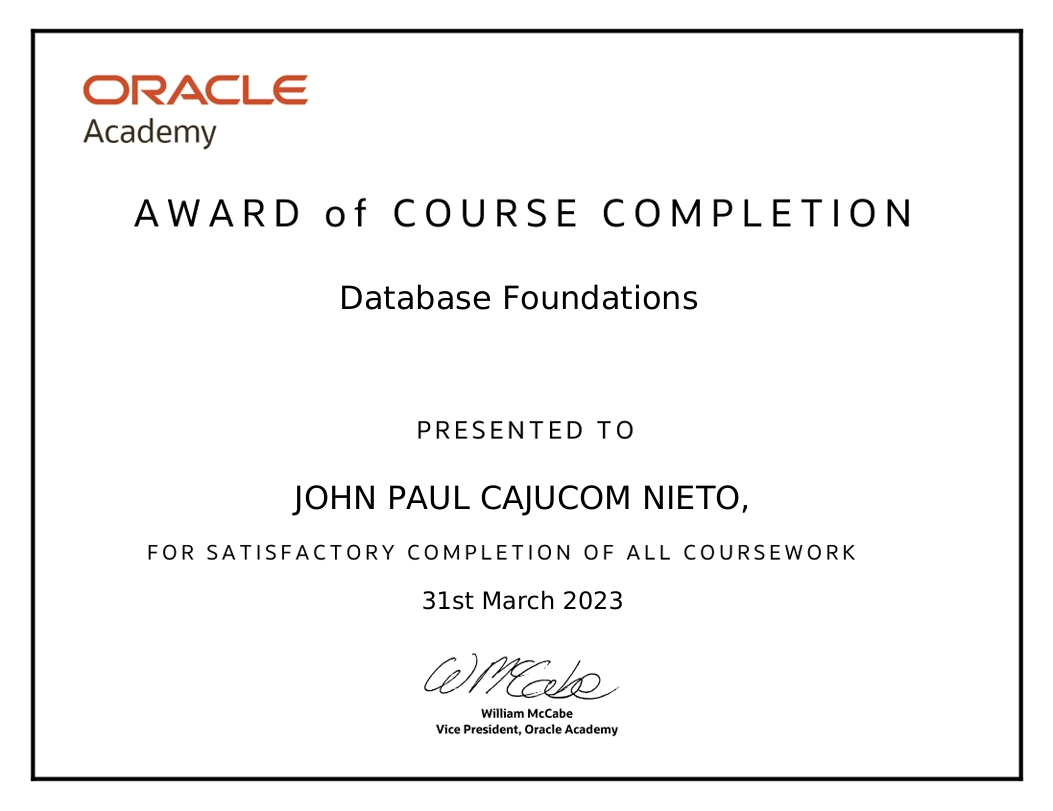 ORACLE
Academy
AWARD of COURSE COMPLETION
Database Foundations
PRESENTED TO
JOHN PAUL CAJUCOM NIETO,
FOR SATISFACTORY COMPLETION OF ALL COURSEWORK
31st March 2023
W McCabe
William McCabe
Vice President, Oracle Academy